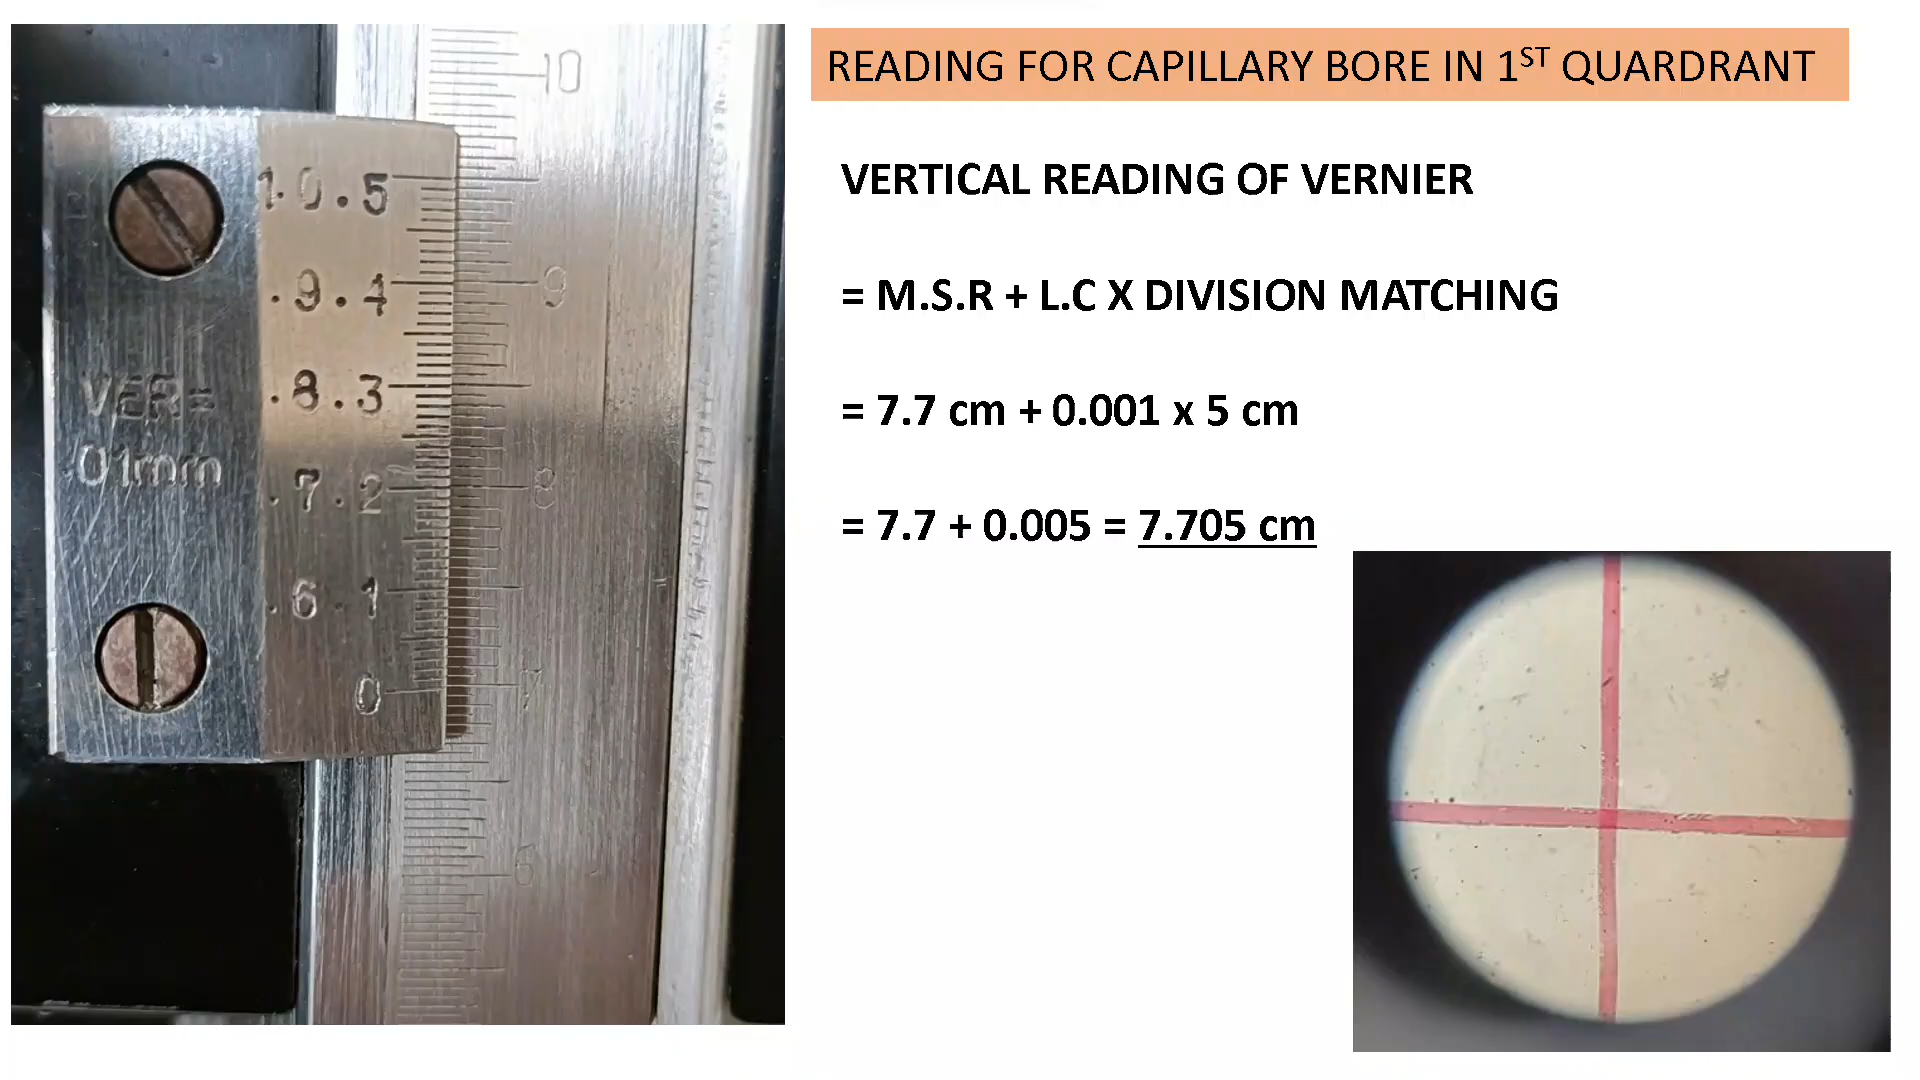 10
1.0.5
.9.4
9
VER=
.8.3
.01mm
.7.2
8
.6.1
0
7
6
READING FOR CAPILLARY BORE IN 1ST QUARDRANT
VERTICAL READING OF VERNIER
= M.S.R + L.C X DIVISION MATCHING
= 7.7 cm + 0.001 x 5 cm
= 7.7 + 0.005 = 7.705 cm